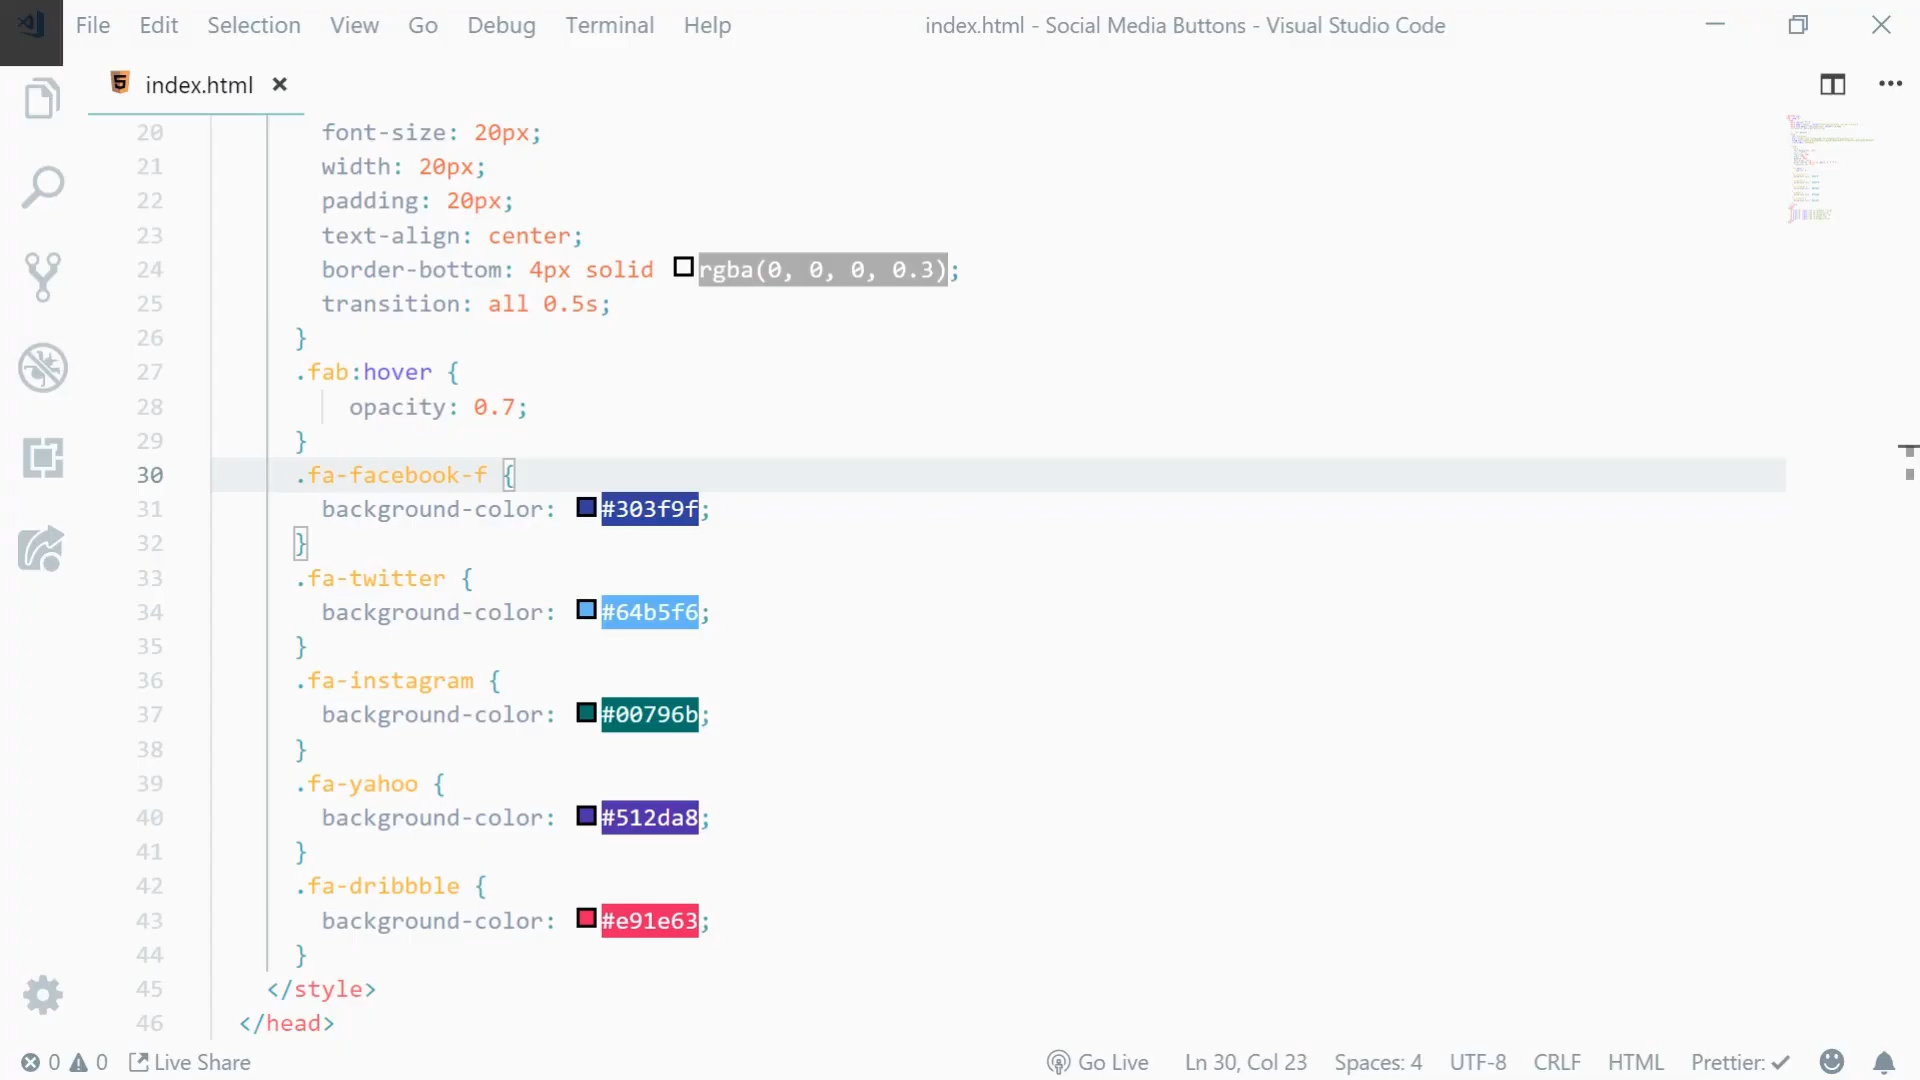 File Edit Selection View Go Debug Terminal Help index.html - Social Media Buttons - Visual Studio Code
index.html
20 font-size: 20px;
21 width: 20px;
22 padding: 20px;
23 text-align: center;
24 border-bottom: 4px solid rgba(0, 0, 0, 0.3);
25 transition: all 0.5s;
26 }
27 .fab:hover {
28 opacity: 0.7;
29 }
30 .fa-facebook-f {
31 background-color: #303f9f;
32 }
33 .fa-twitter {
34 background-color: #64b5f6;
35 }
36 .fa-instagram {
37 background-color: #00796b;
38 }
39 .fa-yahoo {
40 background-color: #512da8;
41 }
42 .fa-dribbble {
43 background-color: #e91e63;
44 }
45 </style>
46 </head>
0 0 Live Share Go Live Ln 30, Col 23 Spaces: 4 UTF-8 CRLF HTML Prettier: ✓